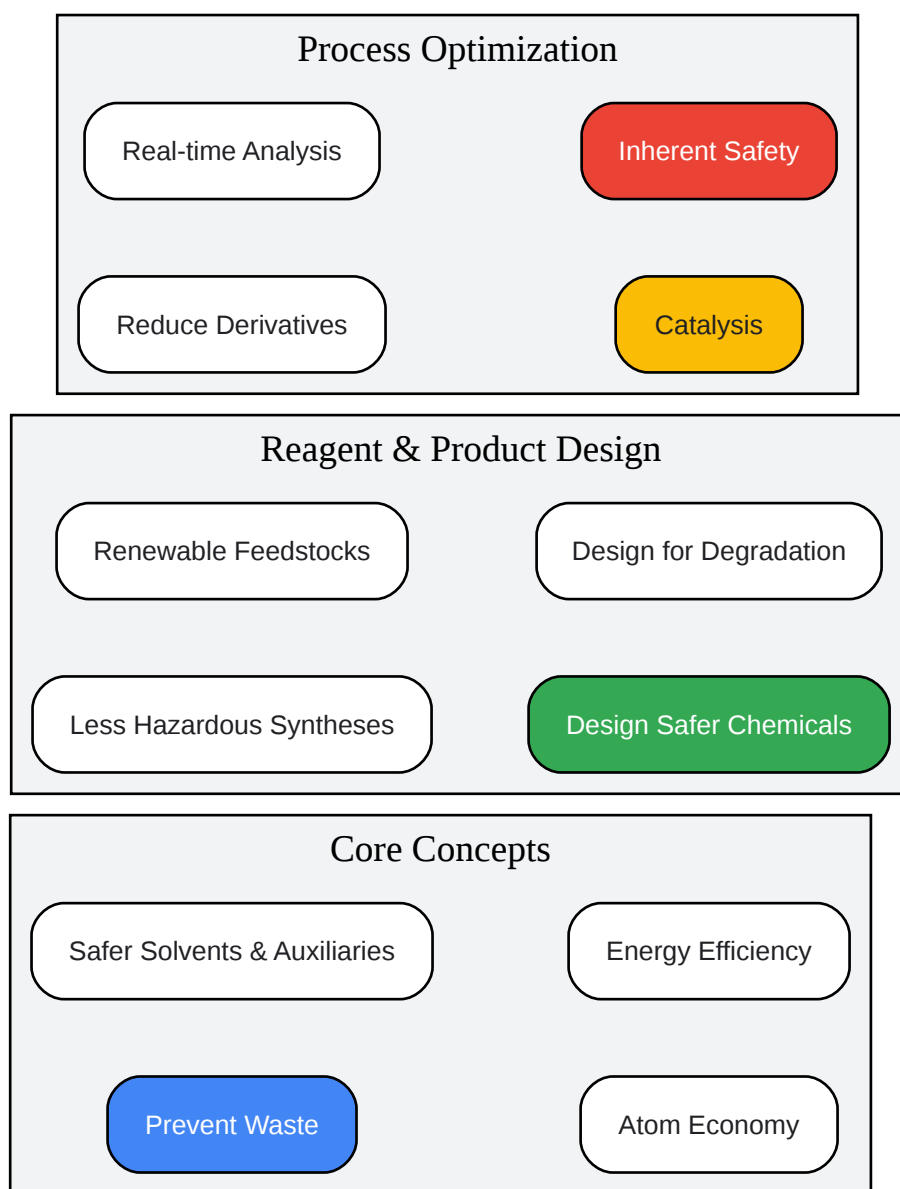 Process Optimization
Real-time Analysis
Inherent Safety
Reduce Derivatives
Catalysis
Reagent & Product Design
Renewable Feedstocks
Design for Degradation
Less Hazardous Syntheses
Design Safer Chemicals
Core Concepts
Safer Solvents & Auxiliaries
Energy Efficiency
Prevent Waste
Atom Economy